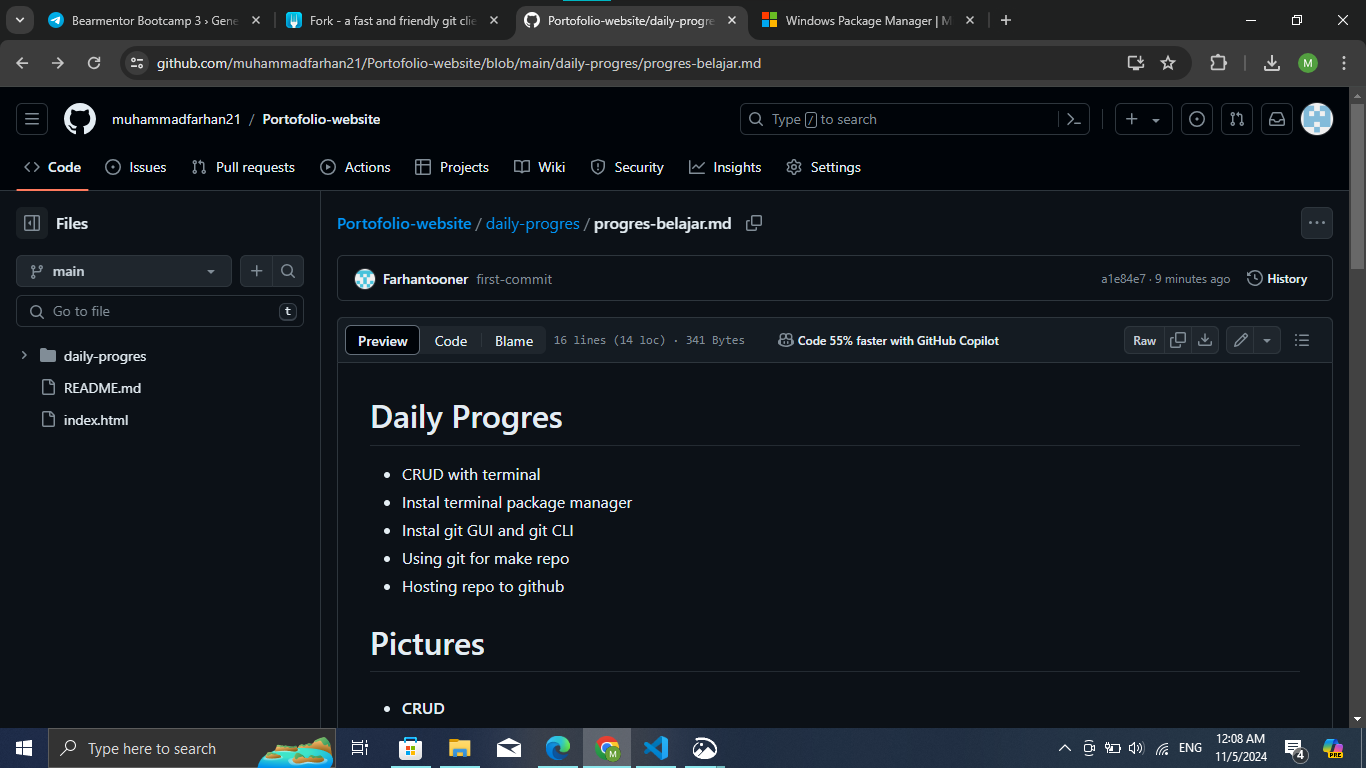 Bearmentor Bootcamp 3 › Gene
Fork - a fast and friendly git clie
Portofolio-website/daily-progre
Windows Package Manager | M
github.com/muhammadfarhan21/Portofolio-website/blob/main/daily-progres/progres-belajar.md
M
muhammadfarhan21 / Portofolio-website
Type / to search
Code
Issues
Pull requests
Actions
Projects
Wiki
Security
Insights
Settings
Files
Portofolio-website / daily-progres / progres-belajar.md
main
Farhantooner first-commit
a1e84e7 · 9 minutes ago
History
Go to file
t
Preview
Code
Blame
16 lines (14 loc) · 341 Bytes
Code 55% faster with GitHub Copilot
Raw
daily-progres
README.md
index.html
Daily Progres
• CRUD with terminal
• Instal terminal package manager
• Instal git GUI and git CLI
• Using git for make repo
• Hosting repo to github
Pictures
• CRUD
Type here to search
M
ENG
12:08 AM
11/5/2024
4
PRE